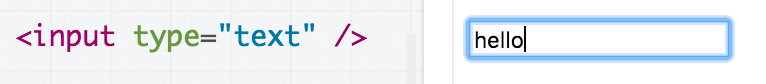 <input type="text" />
hello